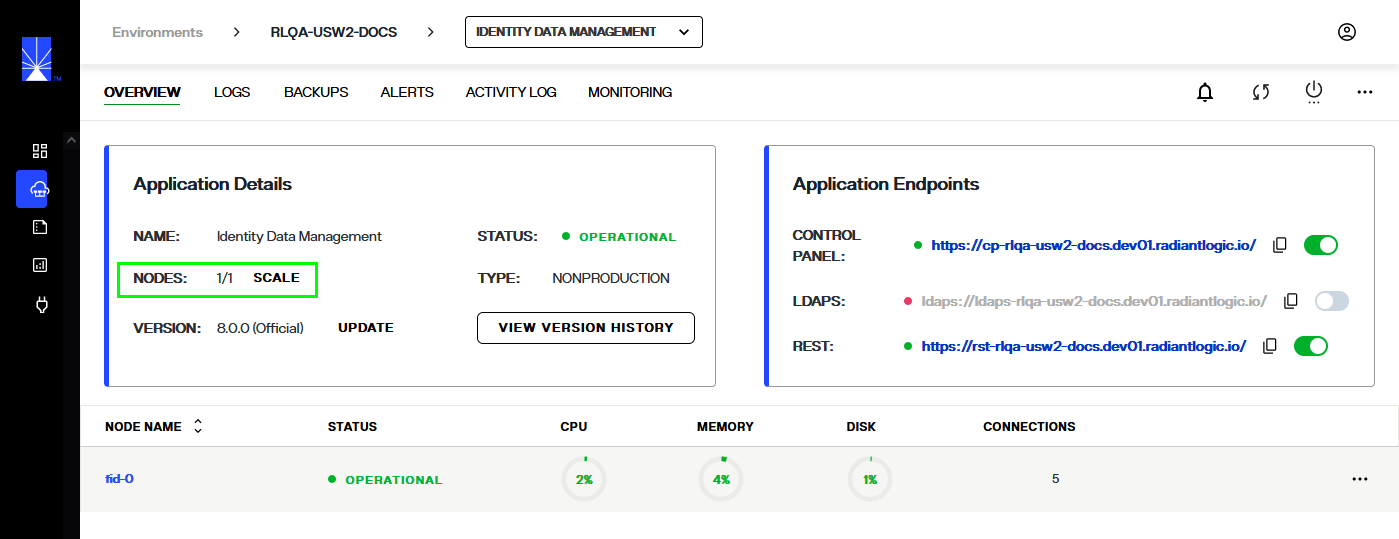 Environments > RLQA-USW2-DOCS > IDENTITY DATA MANAGEMENT
TM
OVERVIEW LOGS BACKUPS ALERTS ACTIVITY LOG MONITORING
Application Details
NAME: Identity Data Management STATUS: OPERATIONAL
NODES: 1/1 SCALE TYPE: NONPRODUCTION
VERSION: 8.0.0 (Official) UPDATE VIEW VERSION HISTORY
Application Endpoints
CONTROL
PANEL: https://cp-rlqa-usw2-docs.dev01.radiantlogic.io/
LDAPS: ldaps://ldaps-rlqa-usw2-docs.dev01.radiantlogic.io/
REST: https://rst-rlqa-usw2-docs.dev01.radiantlogic.io/
NODE NAME STATUS CPU MEMORY DISK CONNECTIONS
fid-0 OPERATIONAL 2% 4% 1% 5